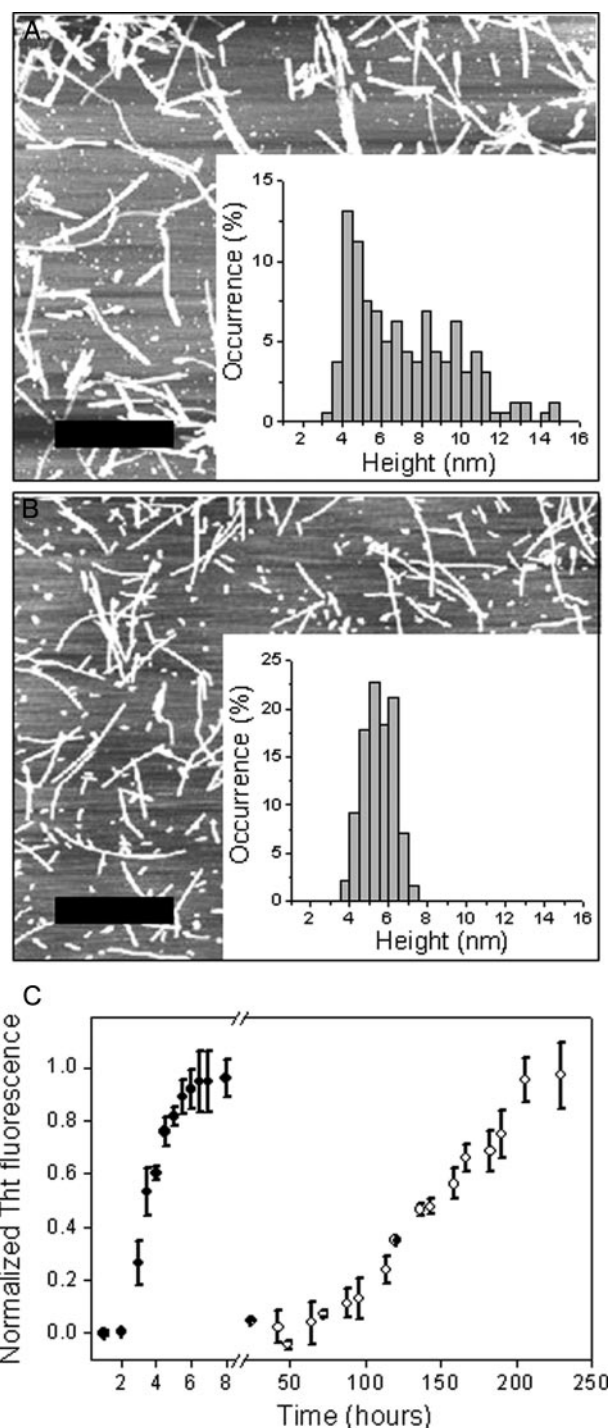 A
15
10
5
0
Occurrence (%)
2 4 6 8 10 12 14 16
Height (nm)
B
25
20
15
10
5
0
Occurrence (%)
2 4 6 8 10 12 14 16
Height (nm)
C
1.0
0.8
0.6
0.4
0.2
0.0
Normalized Tht fluorescence
2 4 6 8 50 100 150 200 250
Time (hours)